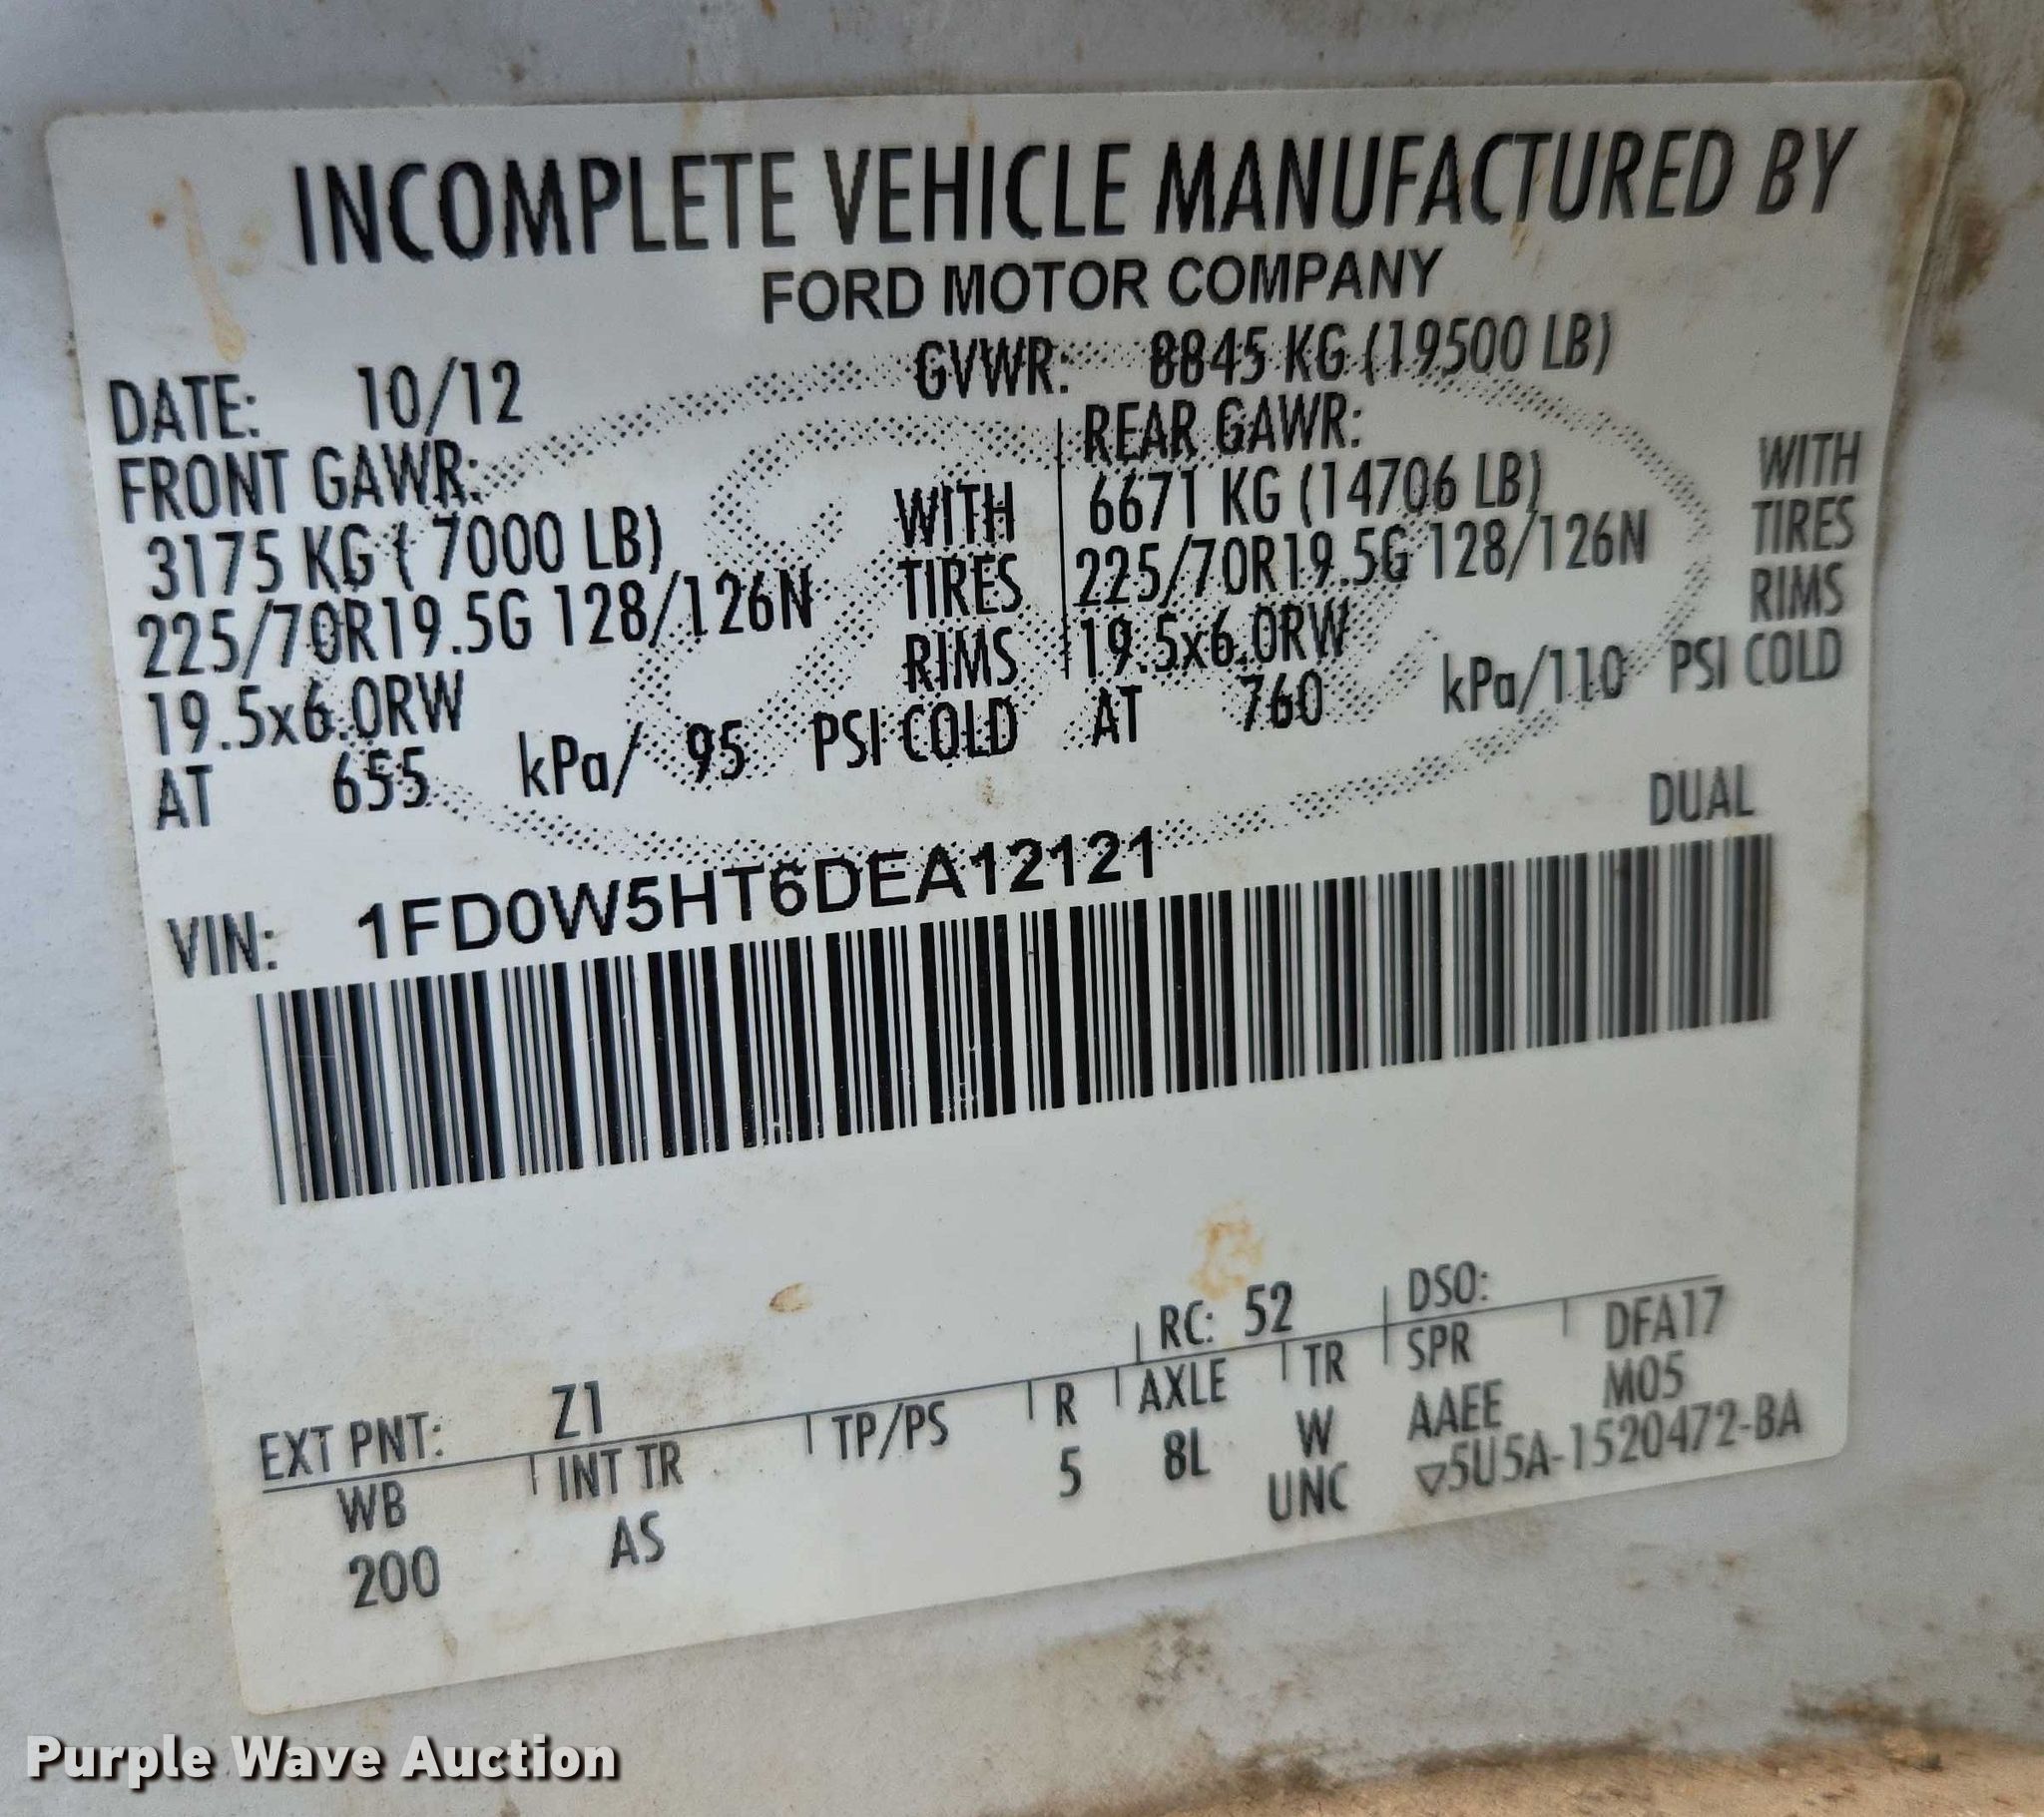 INCOMPLETE VEHICLE MANUFACTURED BY
FORD MOTOR COMPANY
DATE: 10/12 GVWR: 8845 KG (19500 LB)
FRONT GAWR: REAR GAWR:
3175 KG ( 7000 LB) WITH 6671 KG (14706 LB) WITH
225/70R19.5G 128/126N TIRES 225/70R19.5G 128/126N TIRES
19.5x6.0RW RIMS 19.5x6.0RW RIMS
AT 655 kPa/ 95 PSI COLD AT 760 kPa/110 PSI COLD
DUAL
VIN: 1FD0W5HT6DEA12121
RC: 52 DSO:
EXT PNT: Z1
WB INT TR TP/PS R AXLE TR SPR DFA17
200 AS 5 8L W AAEE M05
UNC ▽5U5A-1520472-BA
Purple Wave Auction